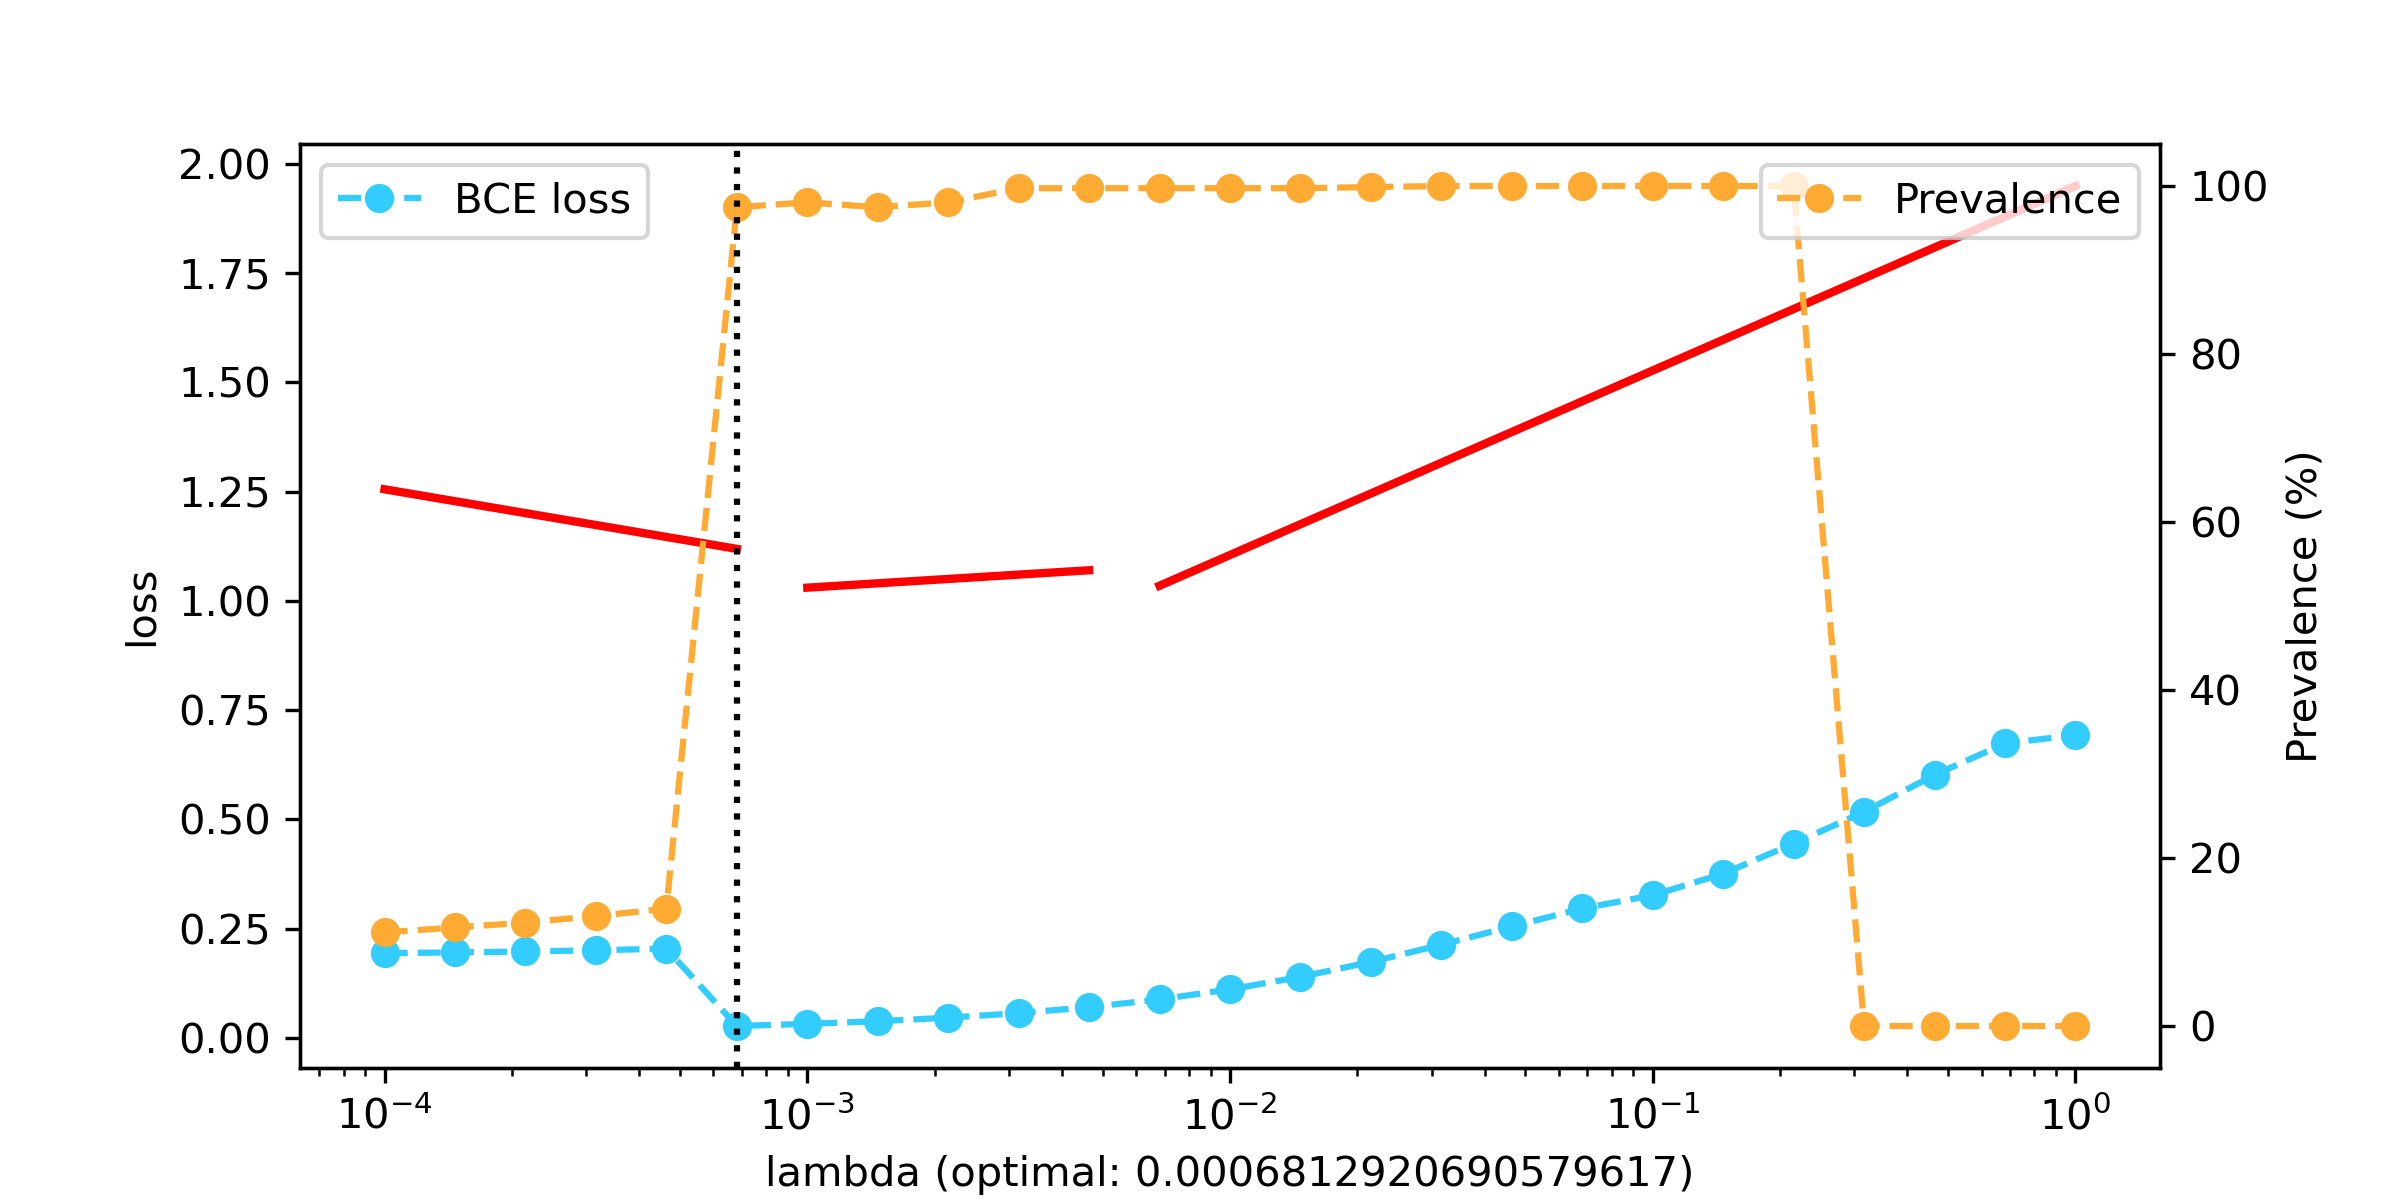 BCE loss
Prevalence
2.00
1.75
1.50
1.25
1.00
0.75
0.50
0.25
0.00
loss
100
80
60
40
20
0
Prevalence (%)
10⁻⁴ 10⁻³ 10⁻² 10⁻¹ 10⁰
lambda (optimal: 0.0006812920690579617)